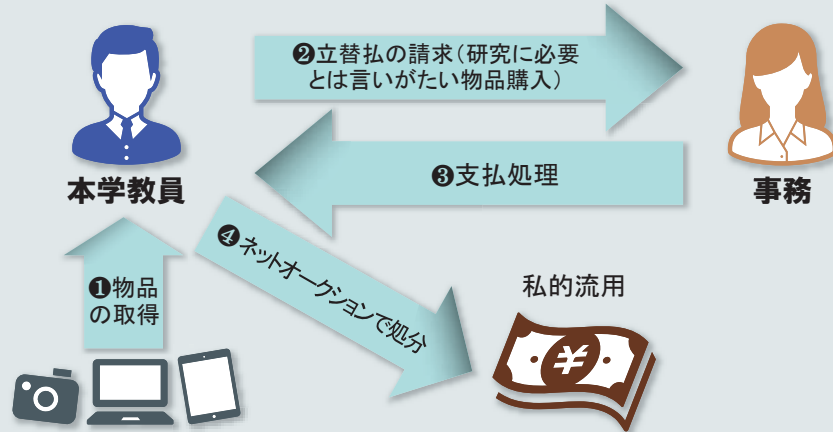 ❷立替払の請求（研究に必要
とは言いがたい物品購入）
❸支払処理
本学教員
事務
❹ネットオークションで処分
❶物品
の取得
私的流用
¥